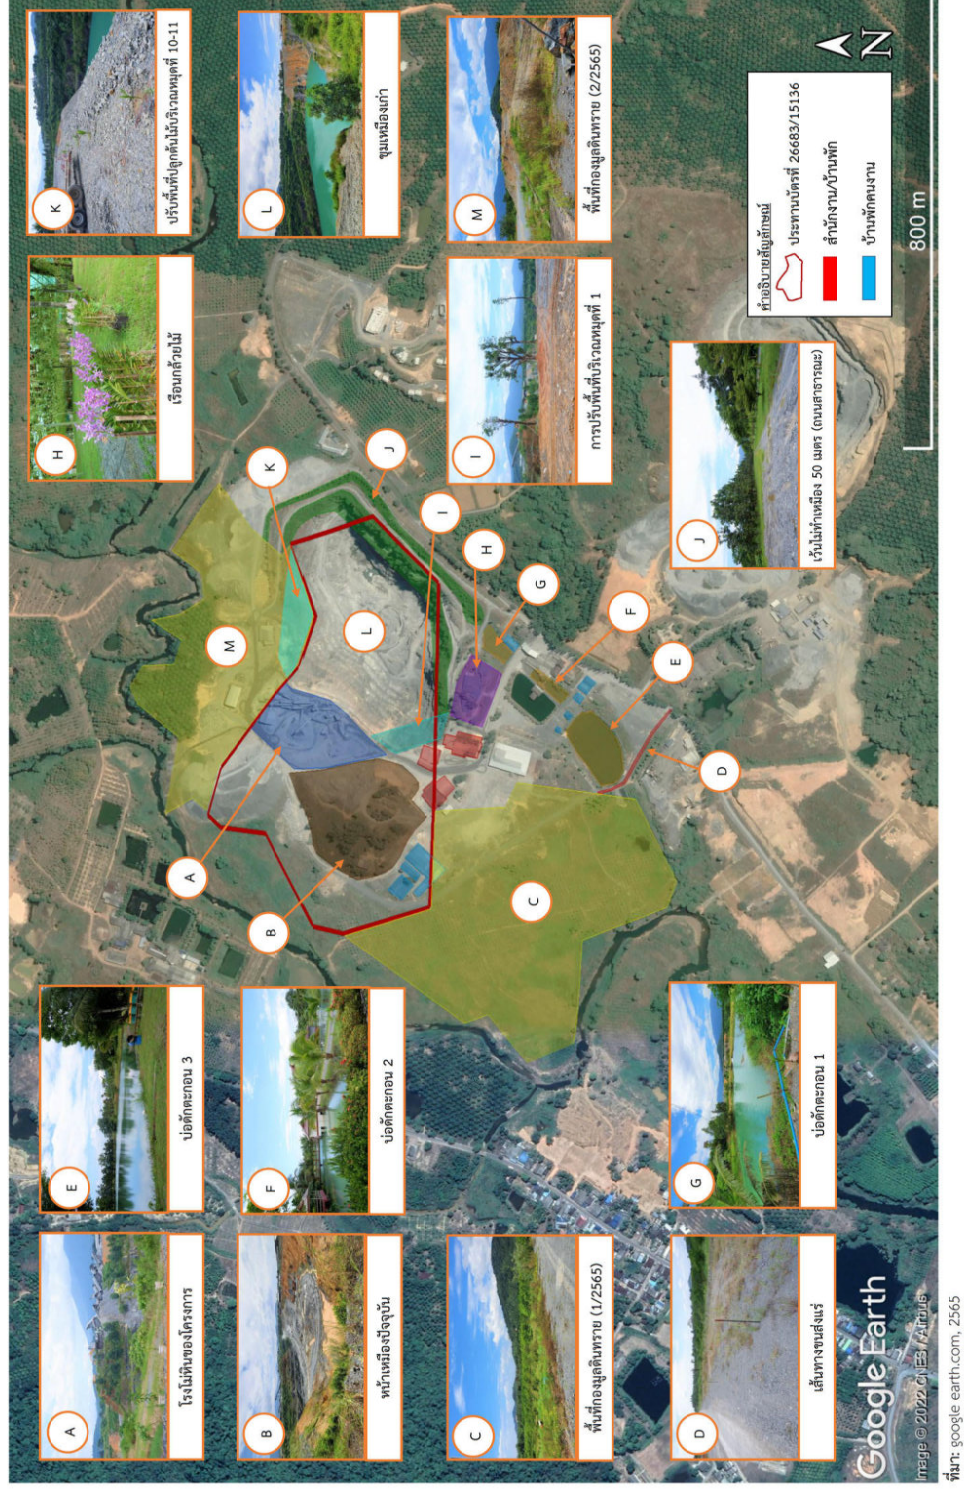 A
โรงโม่หินของโครงการ
E
บ่อดักตะกอน 3
H
เรือนกล้วยไม้
K
ปรับพื้นที่ปลูกต้นไม้บริเวณหมุดที่ 10-11
B
หน้าเหมืองปัจจุบัน
F
บ่อดักตะกอน 2
L
ขุมเหมืองเก่า
C
พื้นที่กองมูลดินทราย (1/2565)
I
การปรับพื้นที่บริเวณหมุดที่ 1
M
พื้นที่กองมูลดินทราย (2/2565)
D
เส้นทางขนส่งแร่
G
บ่อดักตะกอน 1
J
เว้นไม่ทำเหมือง 50 เมตร (ถนนสาธารณะ)
A
B
C
D
E
F
G
H
I
J
K
L
M
คำอธิบายสัญลักษณ์
ประทานบัตรที่ 26683/15136
สำนักงาน/บ้านพัก
บ้านพักคนงาน
N
800 m
Google Earth
Image © 2022 CNES / Airbus
ที่มา: google earth.com, 2565